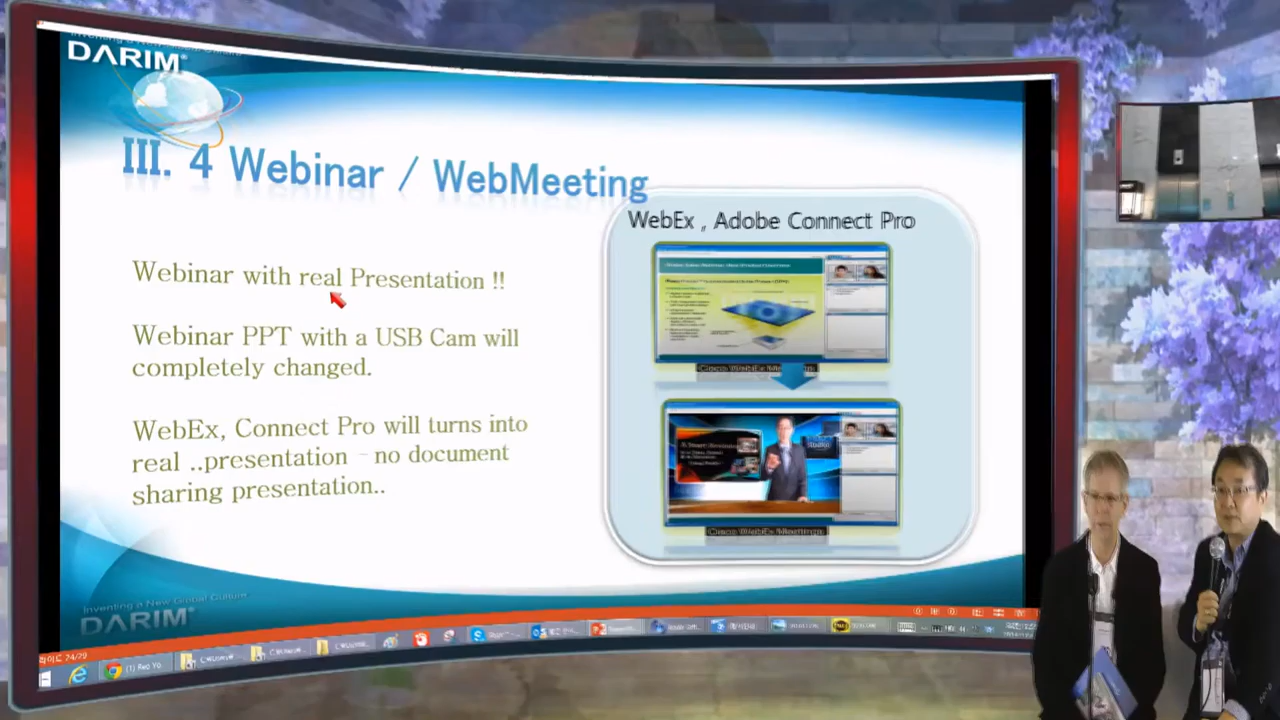 DARIM
III. 4 Webinar / WebMeeting
WebEx , Adobe Connect Pro
Webinar with real Presentation !!
Webinar PPT with a USB Cam will
completely changed.
WebEx, Connect Pro will turns into
real ..presentation – no document
sharing presentation..
Cisco WebEx Meeting
Cisco WebEx Meeting
Inventing a New Global Culture
DARIM